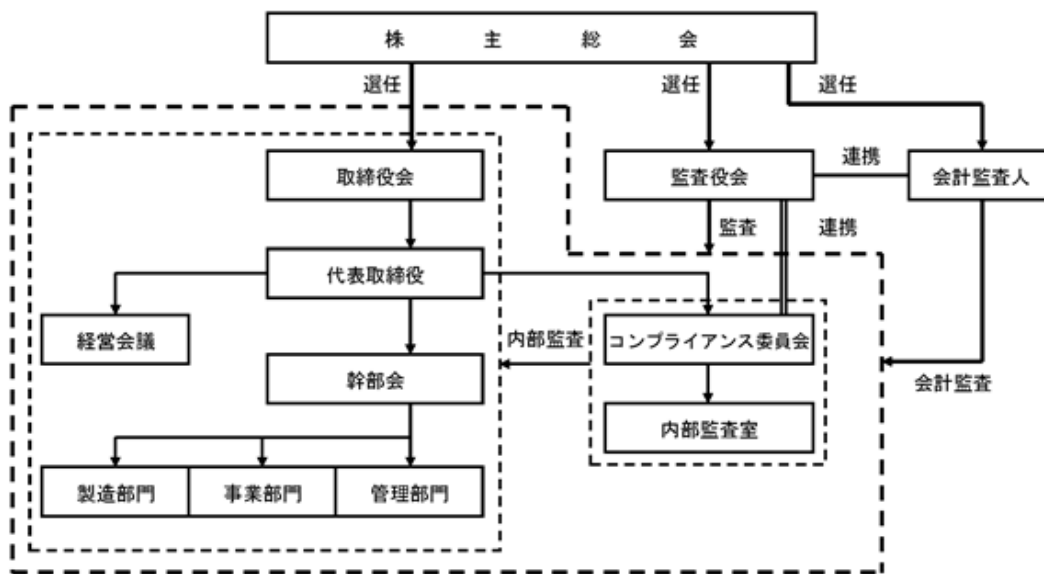 株主総会
選任
選任
選任
取締役会
監査役会
連携
会計監査人
監査
連携
代表取締役
経営会議
内部監査
コンプライアンス委員会
幹部会
会計監査
内部監査室
製造部門
事業部門
管理部門